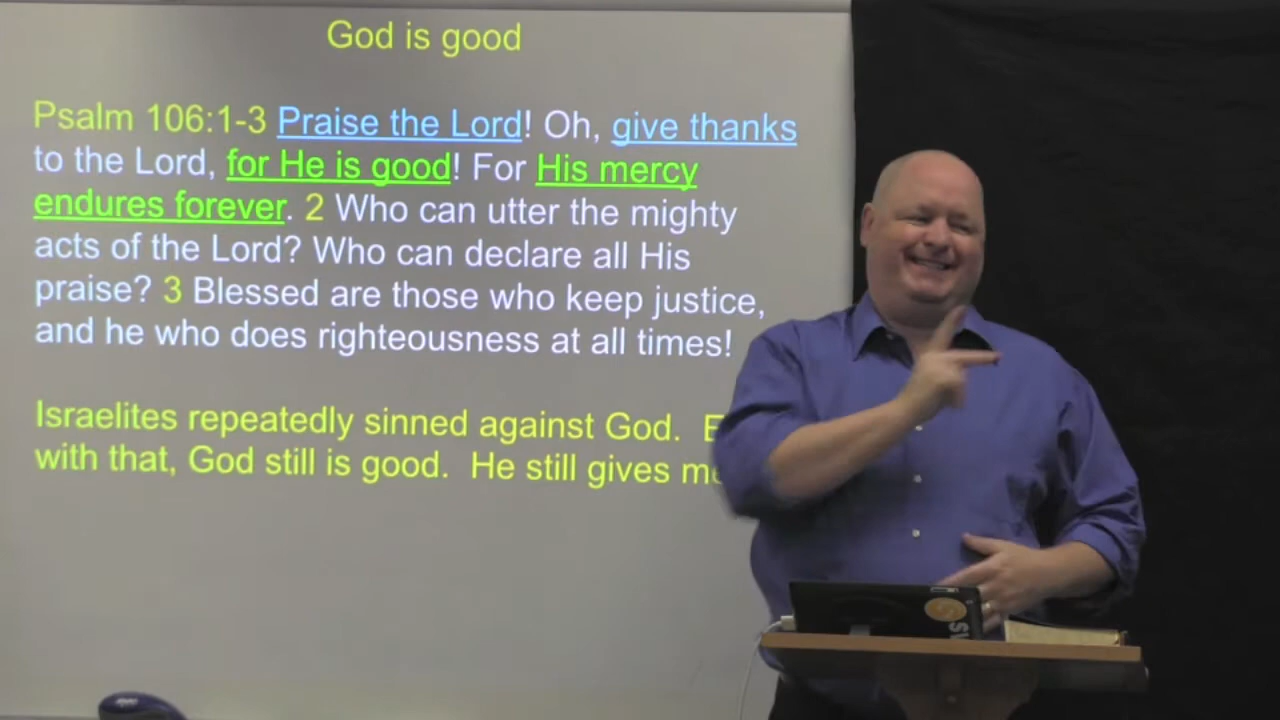 God is good
Psalm 106:1-3 Praise the Lord! Oh, give thanks
to the Lord, for He is good! For His mercy
endures forever. 2 Who can utter the mighty
acts of the Lord? Who can declare all His
praise? 3 Blessed are those who keep justice,
and he who does righteousness at all times!
Israelites repeatedly sinned against God.
with that, God still is good. He still gives